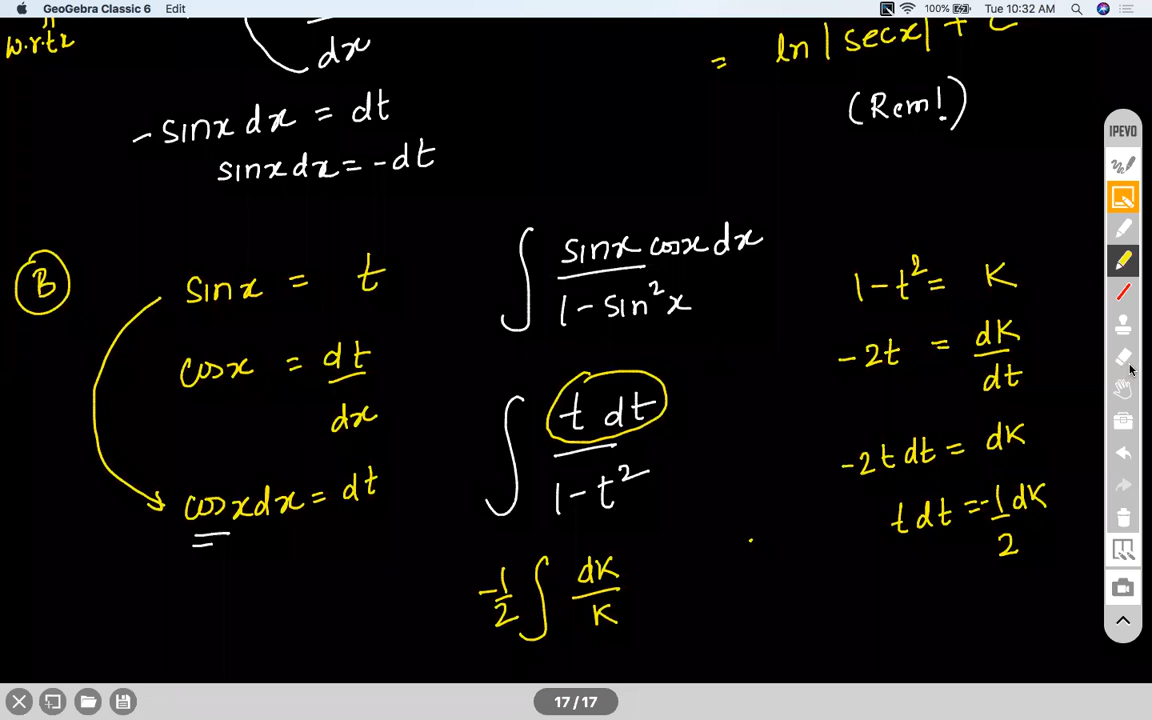 GeoGebra Classic 6 Edit 100% Tue 10:32 AM
w.r.t x
dx
= ln |secx| + C
(Rem!)
-sinx dx = dt
sinx dx = -dt
IPEVO
B
sinx = t
∫ sinx cosx dx / 1-sin²x
1-t² = K
cosx = dt/dx
-2t = dK/dt
∫ t dt / 1-t²
-2t dt = dK
cosxdx = dt
t dt = -1/2 dK
-1/2 ∫ dK/K
17/17